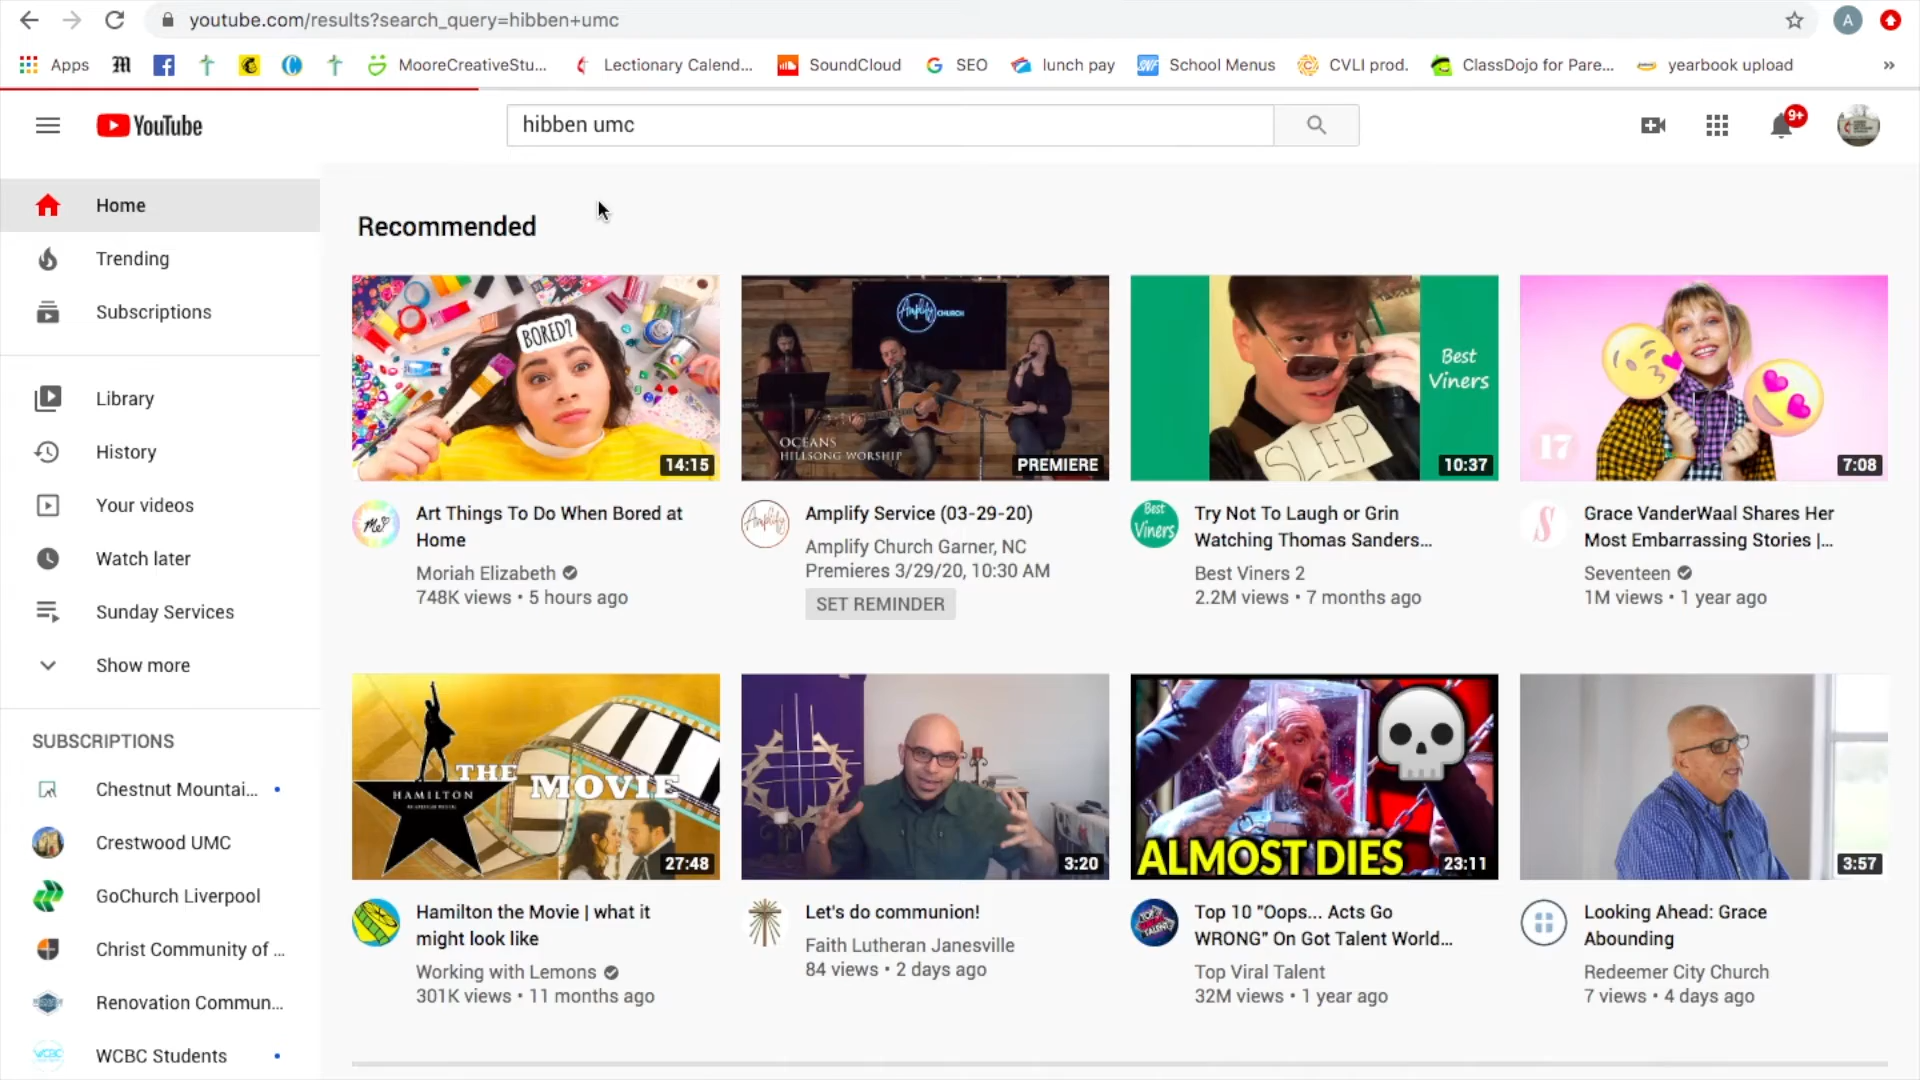 youtube.com/results?search_query=hibben+umc
A
Apps
MooreCreativeStu...
Lectionary Calend...
SoundCloud
SEO
lunch pay
School Menus
CVLI prod.
ClassDojo for Pare...
yearbook upload
»
YouTube
hibben umc
9+
Home
Trending
Subscriptions
Library
History
Your videos
Watch later
Sunday Services
Show more
SUBSCRIPTIONS
Chestnut Mountai... •
Crestwood UMC
GoChurch Liverpool
Christ Community of ...
Renovation Commun...
WCBC Students •
Recommended
BORED?
14:15
Art Things To Do When Bored at
Home
Moriah Elizabeth
748K views • 5 hours ago
Amplify CHURCH
OCEANS
HILLSONG WORSHIP
PREMIERE
Amplify
Amplify Service (03-29-20)
Amplify Church Garner, NC
Premieres 3/29/20, 10:30 AM
SET REMINDER
Best
Viners
SLEEP
10:37
Best
Viners
Try Not To Laugh or Grin
Watching Thomas Sanders...
Best Viners 2
2.2M views • 7 months ago
17
7:08
S
Grace VanderWaal Shares Her
Most Embarrassing Stories |...
Seventeen
1M views • 1 year ago
THE MOVIE
HAMILTON
27:48
Hamilton the Movie | what it
might look like
Working with Lemons
301K views • 11 months ago
3:20
Let's do communion!
Faith Lutheran Janesville
84 views • 2 days ago
ALMOST DIES
23:11
Top 10 "Oops... Acts Go
WRONG" On Got Talent World...
Top Viral Talent
32M views • 1 year ago
3:57
Looking Ahead: Grace
Abounding
Redeemer City Church
7 views • 4 days ago